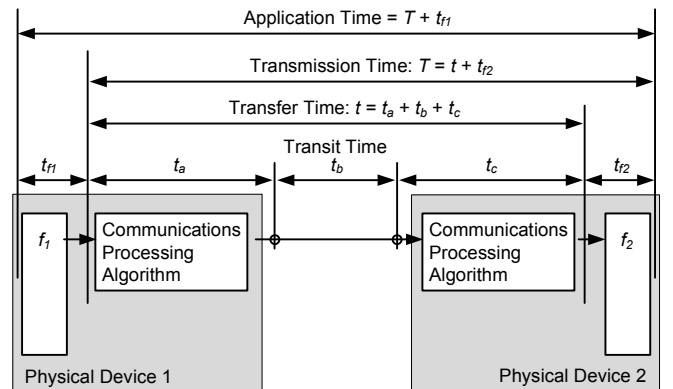 Application Time = T + tf1
Transmission Time: T = t + tf2
Transfer Time: t = ta + tb + tc
Transit Time
tf1 ta tb tc tf2
f1
Communications
Processing
Algorithm
Communications
Processing
Algorithm
f2
Physical Device 1
Physical Device 2